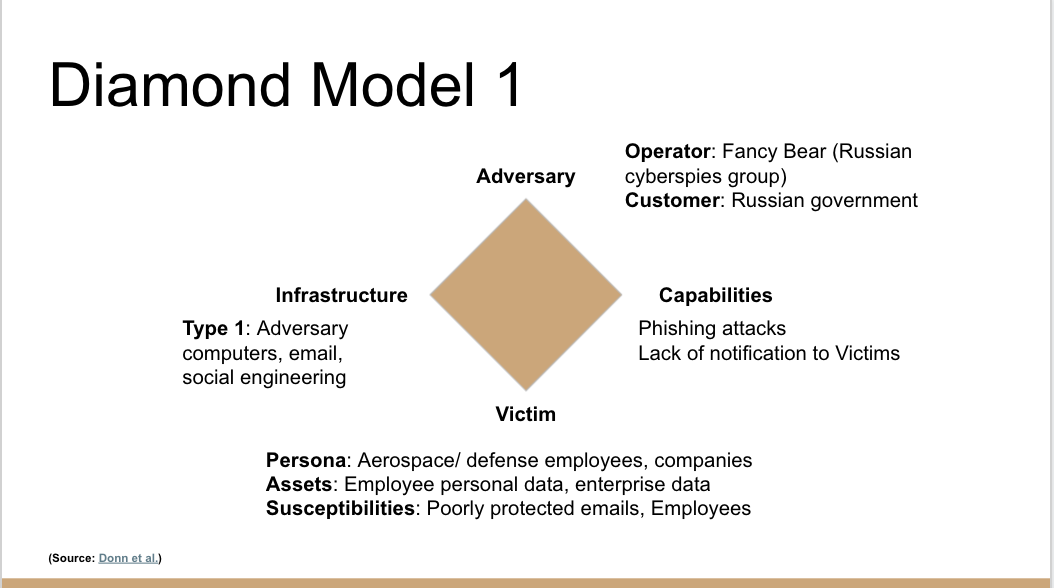 Diamond Model 1
Operator: Fancy Bear (Russian
cyberspies group)
Customer: Russian government
Adversary
Infrastructure
Type 1: Adversary
computers, email,
social engineering
Capabilities
Phishing attacks
Lack of notification to Victims
Victim
Persona: Aerospace/ defense employees, companies
Assets: Employee personal data, enterprise data
Susceptibilities: Poorly protected emails, Employees
(Source: Donn et al.)